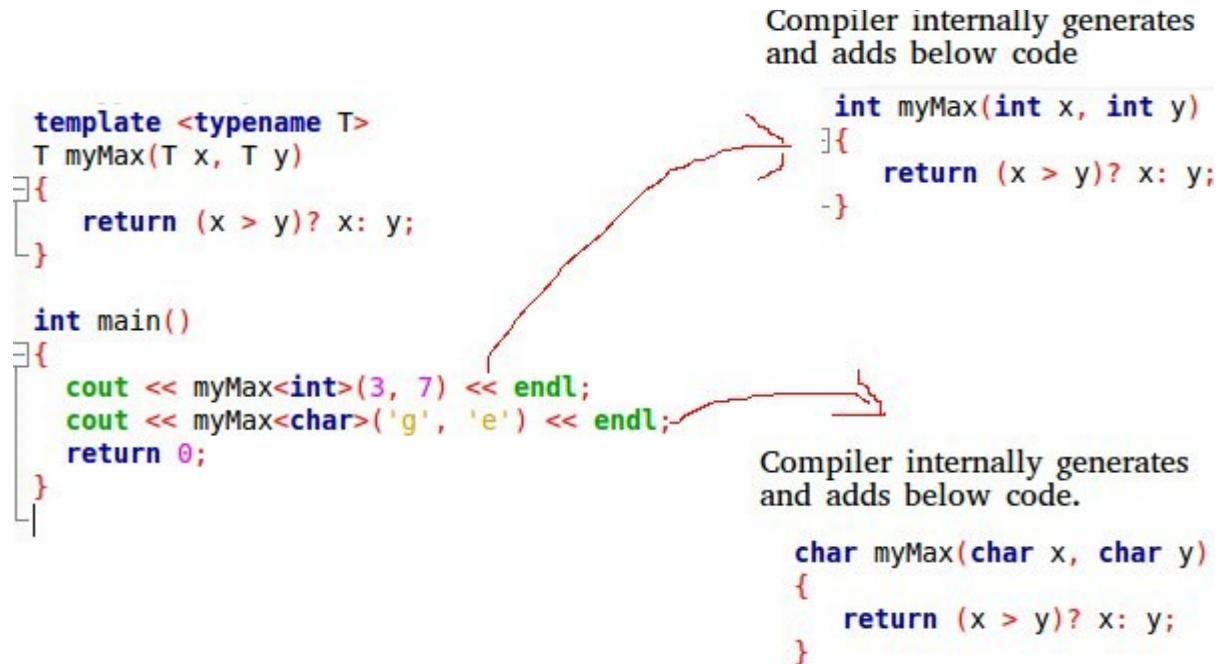 template <typename T>
T myMax(T x, T y)
{
return (x > y)? x: y;
}
int main()
{
cout << myMax<int>(3, 7) << endl;
cout << myMax<char>('g', 'e') << endl;
return 0;
}
Compiler internally generates
and adds below code
int myMax(int x, int y)
{
return (x > y)? x: y;
}
Compiler internally generates
and adds below code.
char myMax(char x, char y)
{
return (x > y)? x: y;
}